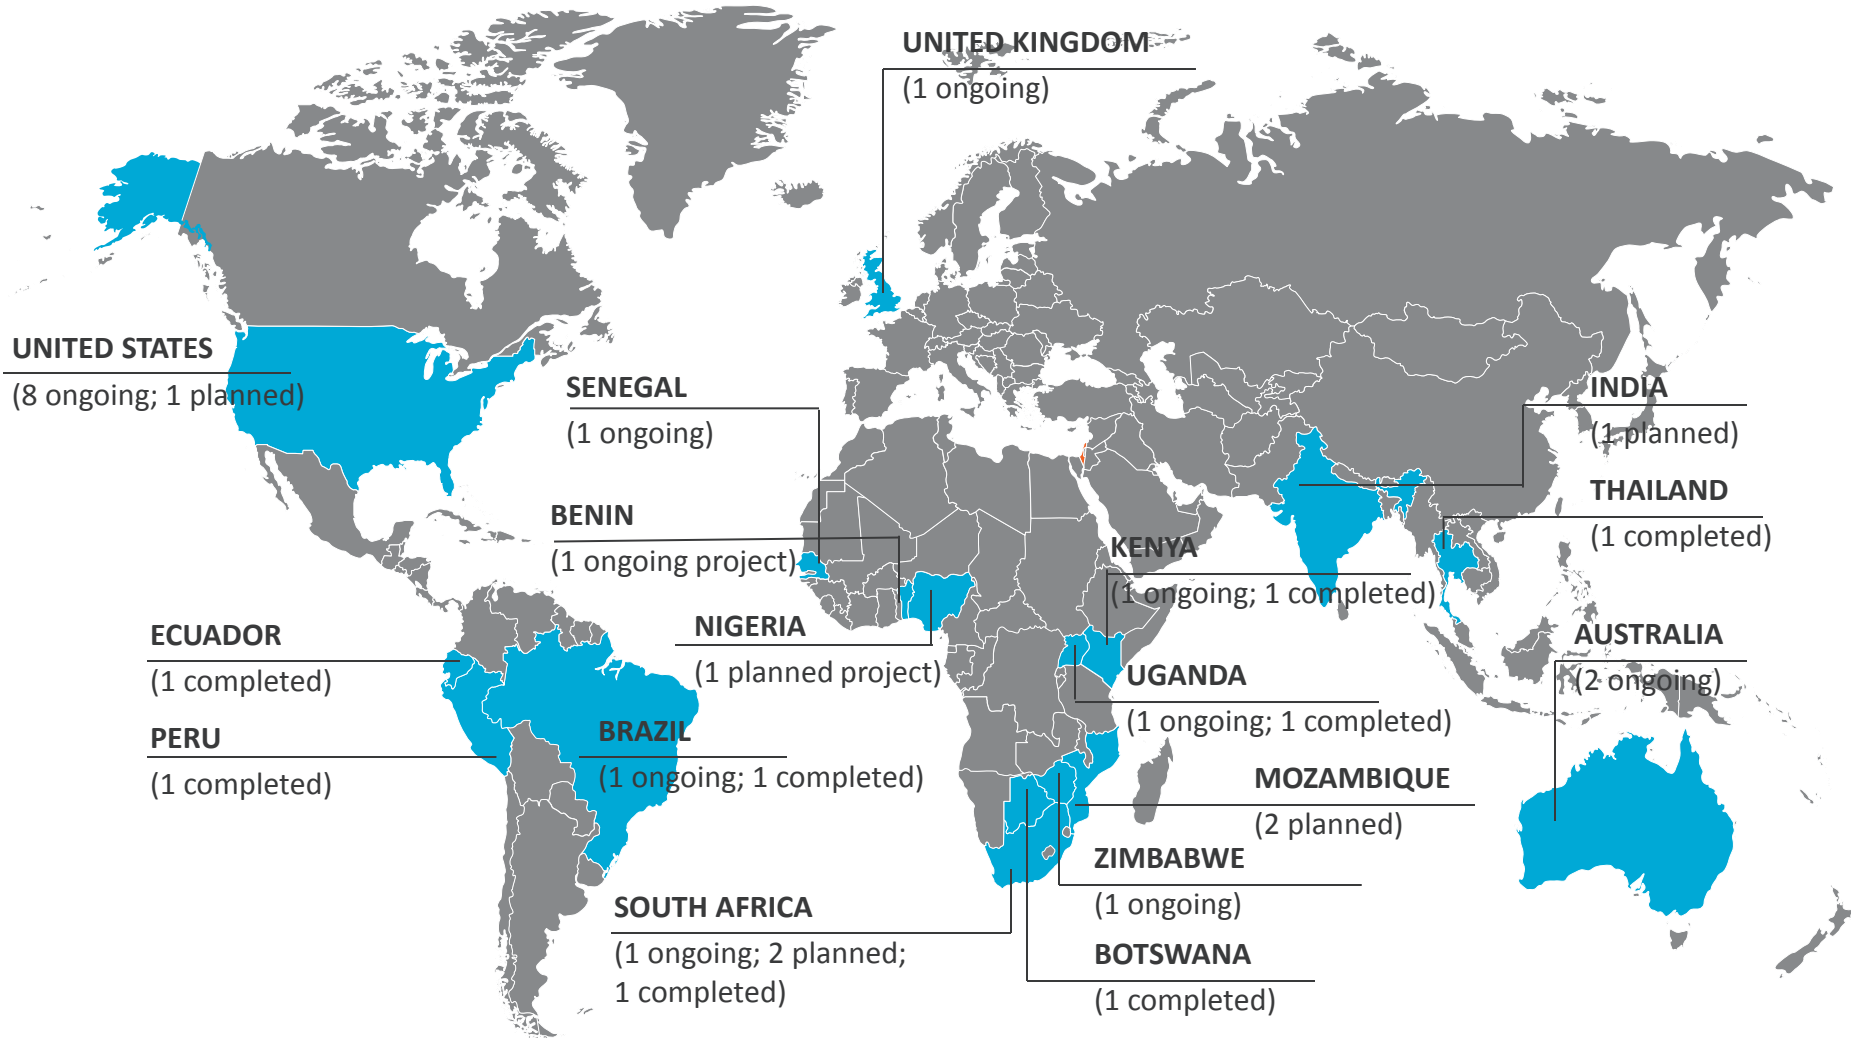 UNITED KINGDOM
(1 ongoing)
UNITED STATES
(8 ongoing; 1 planned)
SENEGAL
(1 ongoing)
INDIA
(1 planned)
BENIN
(1 ongoing project)
THAILAND
(1 completed)
KENYA
(1 ongoing; 1 completed)
ECUADOR
(1 completed)
NIGERIA
(1 planned project)
AUSTRALIA
(2 ongoing)
UGANDA
(1 ongoing; 1 completed)
PERU
(1 completed)
BRAZIL
(1 ongoing; 1 completed)
MOZAMBIQUE
(2 planned)
ZIMBABWE
(1 ongoing)
SOUTH AFRICA
(1 ongoing; 2 planned;
1 completed)
BOTSWANA
(1 completed)